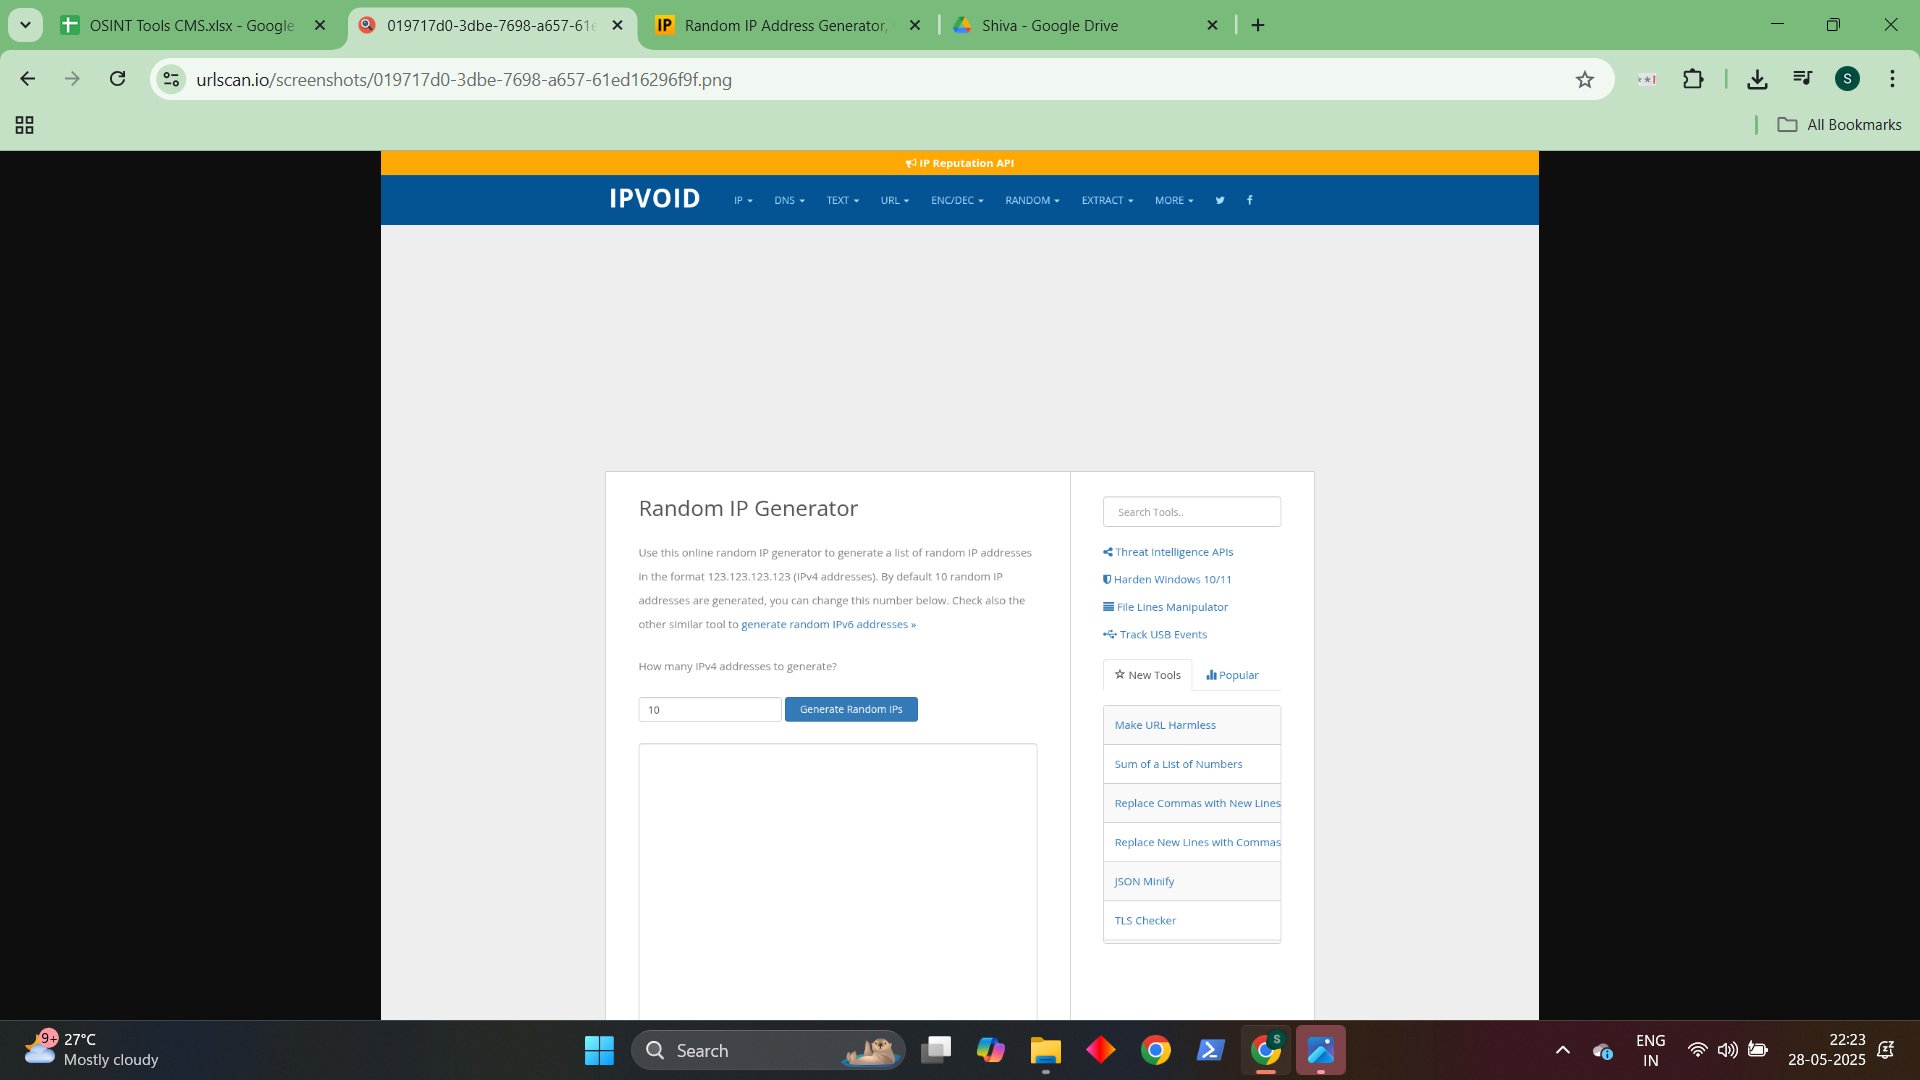 OSINT Tools CMS.xlsx - Google
019717d0-3dbe-7698-a657-61e
Random IP Address Generator,
Shiva - Google Drive
urlscan.io/screenshots/019717d0-3dbe-7698-a657-61ed16296f9f.png
S
All Bookmarks
IP Reputation API
IPVOID
IP
DNS
TEXT
URL
ENC/DEC
RANDOM
EXTRACT
MORE
Random IP Generator
Use this online random IP generator to generate a list of random IP addresses
in the format 123.123.123.123 (IPv4 addresses). By default 10 random IP
addresses are generated, you can change this number below. Check also the
other similar tool to generate random IPv6 addresses »
How many IPv4 addresses to generate?
10
Generate Random IPs
Search Tools..
Threat Intelligence APIs
Harden Windows 10/11
File Lines Manipulator
Track USB Events
New Tools
Popular
Make URL Harmless
Sum of a List of Numbers
Replace Commas with New Lines
Replace New Lines with Commas
JSON Minify
TLS Checker
9+
27°C
Mostly cloudy
Search
S
ENG
IN
22:23
28-05-2025